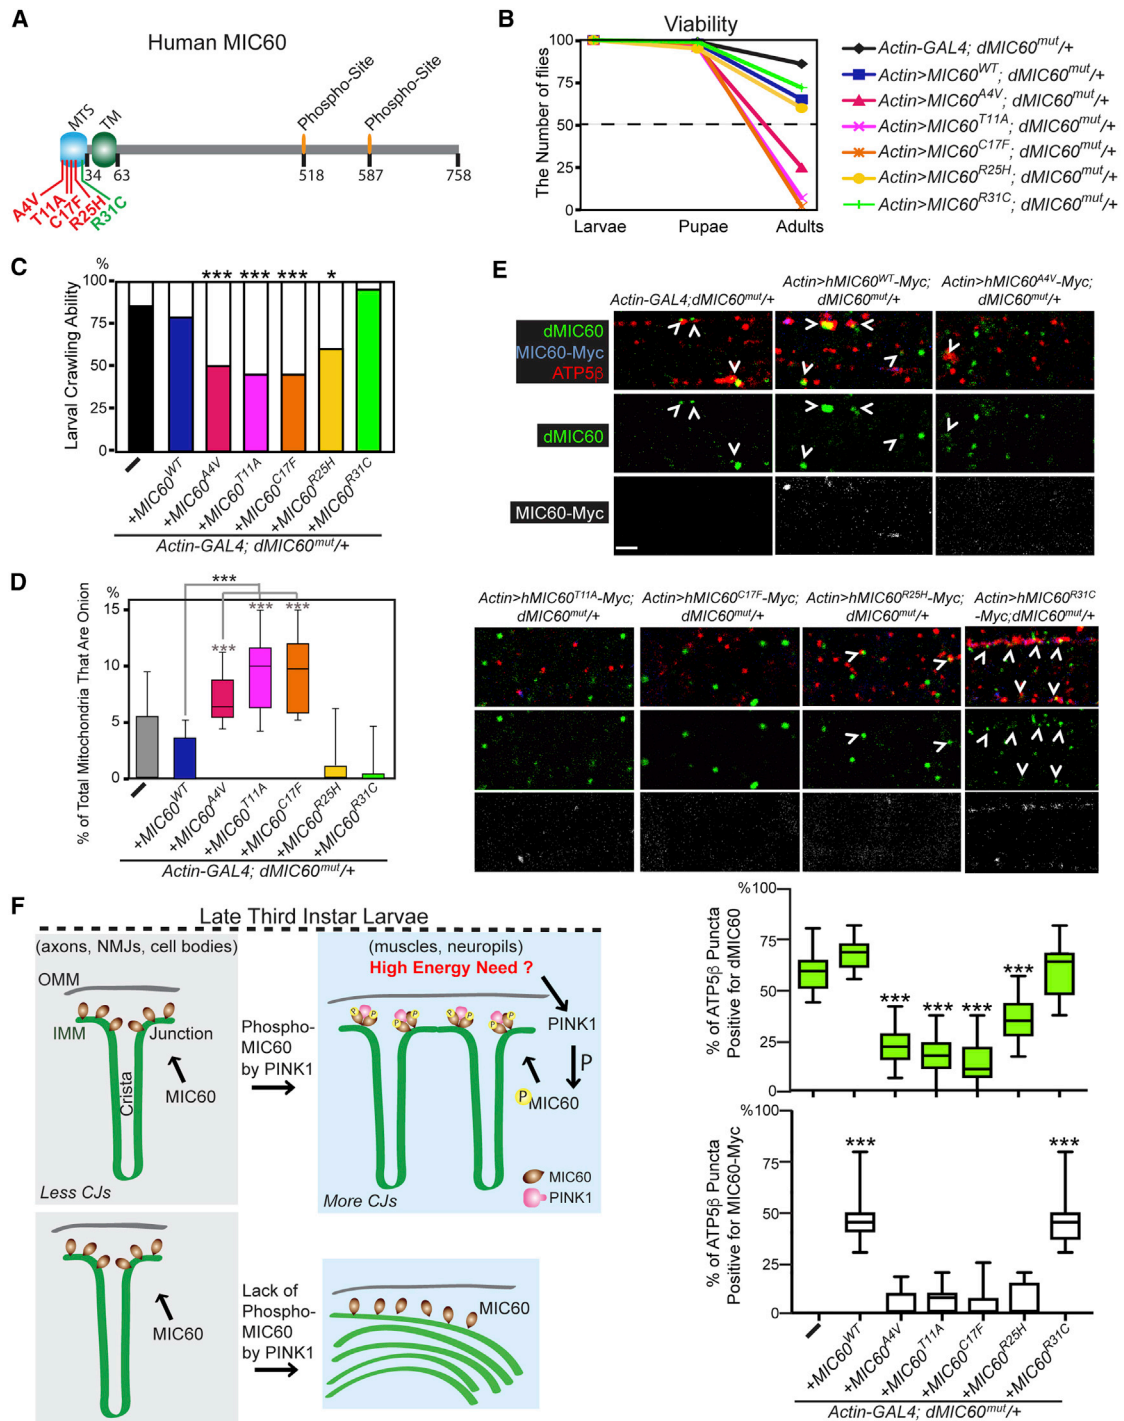 A
Human MIC60
MTS
TM
Phospho-Site
Phospho-Site
34
63
518
587
758
A4V
T11A
C17F
R25H
R31C
B
Viability
The Number of flies
100
75
50
25
0
Larvae
Pupae
Adults
Actin-GAL4; dMIC60mut/+
Actin>MIC60WT; dMIC60mut/+
Actin>MIC60A4V; dMIC60mut/+
Actin>MIC60T11A; dMIC60mut/+
Actin>MIC60C17F; dMIC60mut/+
Actin>MIC60R25H; dMIC60mut/+
Actin>MIC60R31C; dMIC60mut/+
C
%
Larval Crawling Ability
100
75
50
25
0
*** *** *** *
+MIC60WT
+MIC60A4V
+MIC60T11A
+MIC60C17F
+MIC60R25H
+MIC60R31C
Actin-GAL4; dMIC60mut/+
D
%
% of Total Mitochondria That Are Onion
15
10
5
0
***
***
***
***
+MIC60WT
+MIC60A4V
+MIC60T11A
+MIC60C17F
+MIC60R25H
+MIC60R31C
Actin-GAL4; dMIC60mut/+
E
Actin-GAL4;dMIC60mut/+
Actin>hMIC60WT-Myc;
dMIC60mut/+
Actin>hMIC60A4V-Myc;
dMIC60mut/+
dMIC60
MIC60-Myc
ATP5β
dMIC60
MIC60-Myc
Actin>hMIC60T11A-Myc;
dMIC60mut/+
Actin>hMIC60C17F-Myc;
dMIC60mut/+
Actin>hMIC60R25H-Myc;
dMIC60mut/+
Actin>hMIC60R31C
-Myc;dMIC60mut/+
%100
75
50
25
0
% of ATP5β Puncta
Positive for dMIC60
*** *** *** ***
%100
75
50
25
0
% of ATP5β Puncta
Positive for MIC60-Myc
*** ***
+MIC60WT
+MIC60A4V
+MIC60T11A
+MIC60C17F
+MIC60R25H
+MIC60R31C
Actin-GAL4; dMIC60mut/+
F
Late Third Instar Larvae
(axons, NMJs, cell bodies)
OMM
IMM
Junction
Crista
MIC60
Less CJs
Phospho-
MIC60
by PINK1
(muscles, neuropils)
High Energy Need ?
P P P P P P
PINK1
P
P
MIC60
MIC60
PINK1
More CJs
MIC60
Lack of
Phospho-
MIC60
by PINK1
MIC60